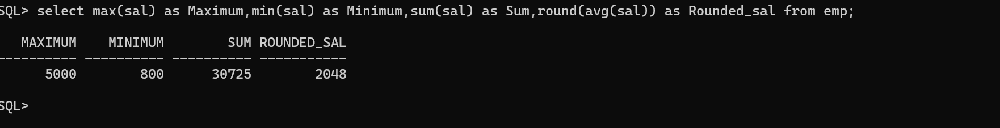 SQL> select max(sal) as Maximum,min(sal) as Minimum,sum(sal) as Sum,round(avg(sal)) as Rounded_sal from emp;
   MAXIMUM    MINIMUM        SUM ROUNDED_SAL
---------- ---------- ---------- -----------
      5000        800      30725        2048
SQL>